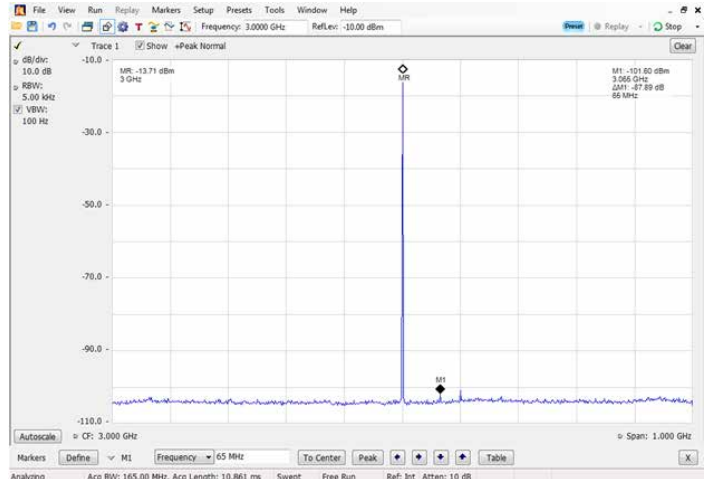 File View Run Replay Markers Setup Presets Tools Window Help
Frequency: 3.0000 GHz RefLev: -10.00 dBm Preset Replay Stop
Trace 1 Show +Peak Normal Clear
dB/div:
10.0 dB
RBW:
5.00 kHz
VBW:
100 Hz
-10.0
MR: -13.71 dBm
3 GHz
MR
M1: -101.60 dBm
3.065 GHz
ΔM1: -87.89 dB
65 MHz
-30.0
-50.0
-70.0
-90.0
M1
-110.0
Autoscale CF: 3.000 GHz Span: 1.000 GHz
Markers Define M1 Frequency 65 MHz To Center Peak Table X
Analyzing Acq BW: 165.00 MHz, Acq Length: 10.861 ms Swept Free Run Ref: Int Atten: 10 dB